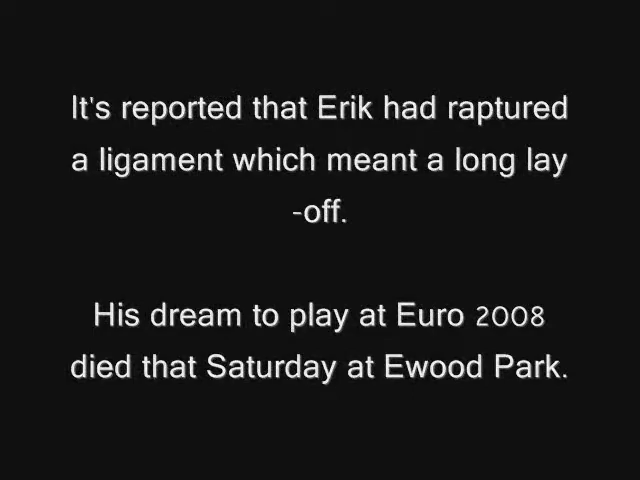 It's reported that Erik had raptured
a ligament which meant a long lay
-off.
His dream to play at Euro 2008
died that Saturday at Ewood Park.